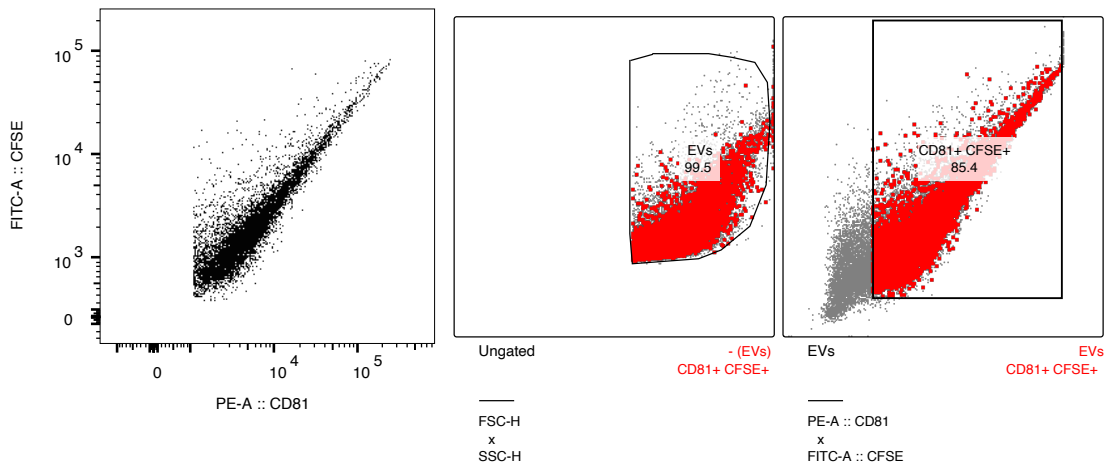 10^5
10^4
10^3
0
FITC-A :: CFSE
0
10^4
10^5
PE-A :: CD81
EVs
99.5
Ungated
- (EVs)
CD81+ CFSE+
FSC-H
x
SSC-H
CD81+ CFSE+
85.4
EVs
EVs
CD81+ CFSE+
PE-A :: CD81
x
FITC-A :: CFSE